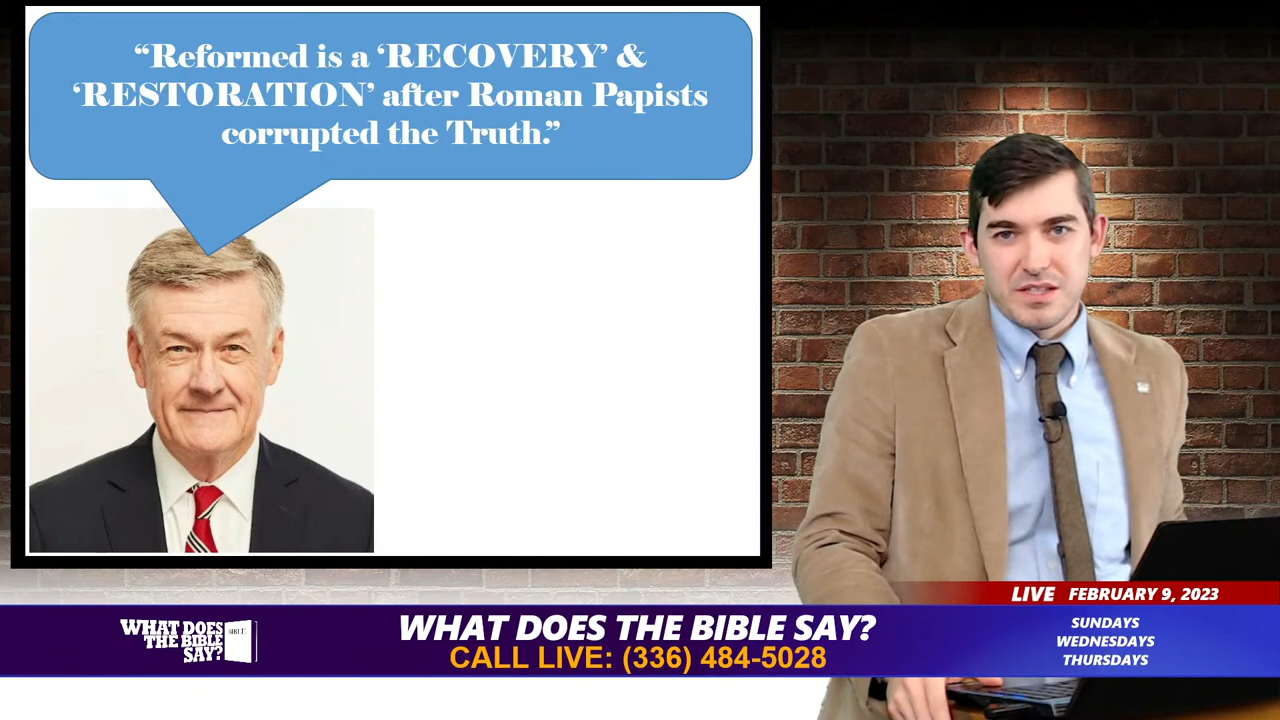 “Reformed is a ‘RECOVERY’ &
‘RESTORATION’ after Roman Papists
corrupted the Truth.”
LIVE FEBRUARY 9, 2023
WHAT DOES
THE BIBLE
SAY?
BIBLE
WHAT DOES THE BIBLE SAY?
CALL LIVE: (336) 484-5028
SUNDAYS
WEDNESDAYS
THURSDAYS